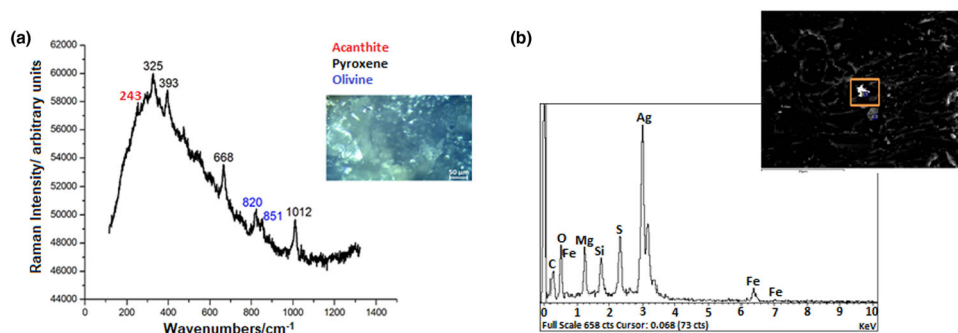 (a)
Raman Intensity/ arbitrary units
62000
60000
58000
56000
54000
52000
50000
48000
46000
44000
325
393
243
668
820
851
1012
Acanthite
Pyroxene
Olivine
50 µm
0 200 400 600 800 1000 1200 1400
Wavenumbers/cm-1
(b)
Ag
C
O
Fe
Mg
Si
S
Fe
Fe
0 1 2 3 4 5 6 7 8 9 10
Full Scale 658 cts Cursor: 0.068 (73 cts)
KeV